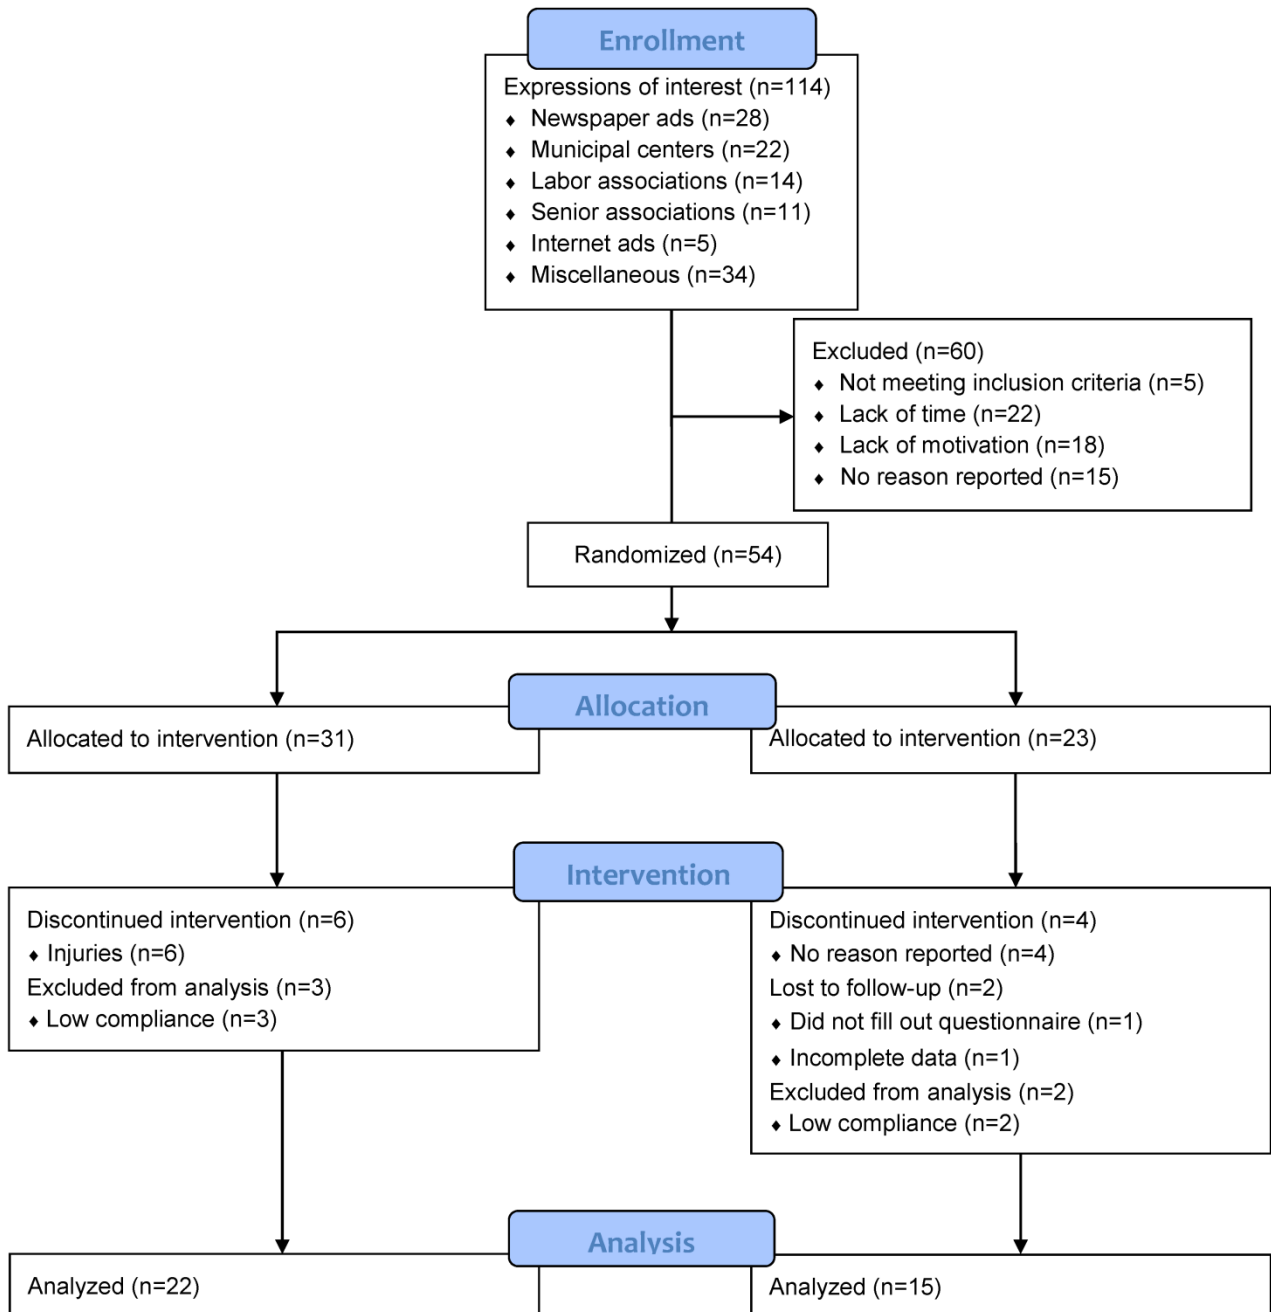 Enrollment
Expressions of interest (n=114)
♦ Newspaper ads (n=28)
♦ Municipal centers (n=22)
♦ Labor associations (n=14)
♦ Senior associations (n=11)
♦ Internet ads (n=5)
♦ Miscellaneous (n=34)
Excluded (n=60)
♦ Not meeting inclusion criteria (n=5)
♦ Lack of time (n=22)
♦ Lack of motivation (n=18)
♦ No reason reported (n=15)
Randomized (n=54)
Allocation
Allocated to intervention (n=31)
Allocated to intervention (n=23)
Intervention
Discontinued intervention (n=6)
♦ Injuries (n=6)
Excluded from analysis (n=3)
♦ Low compliance (n=3)
Discontinued intervention (n=4)
♦ No reason reported (n=4)
Lost to follow-up (n=2)
♦ Did not fill out questionnaire (n=1)
♦ Incomplete data (n=1)
Excluded from analysis (n=2)
♦ Low compliance (n=2)
Analysis
Analyzed (n=22)
Analyzed (n=15)